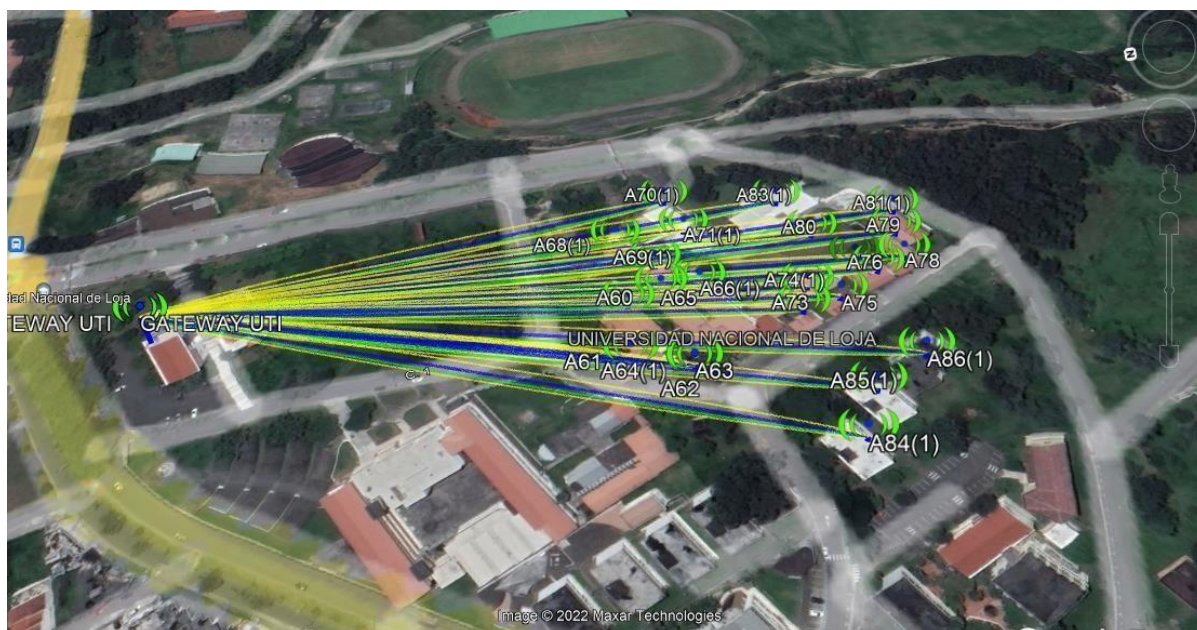 N
A70(1)
A83(1)
A81(1)
A71(1)
A80
A79
A68(1)
A69(1)
A76
A78
A66(1)
A74(1)
A60
A65
A73
A75
dad Nacional de Loja
TEWAY UTI
GATEWAY UTI
UNIVERSIDAD NACIONAL DE LOJA
A61
A64(1)
A63
A86(1)
A62
A85(1)
A84(1)
Image © 2022 Maxar Technologies